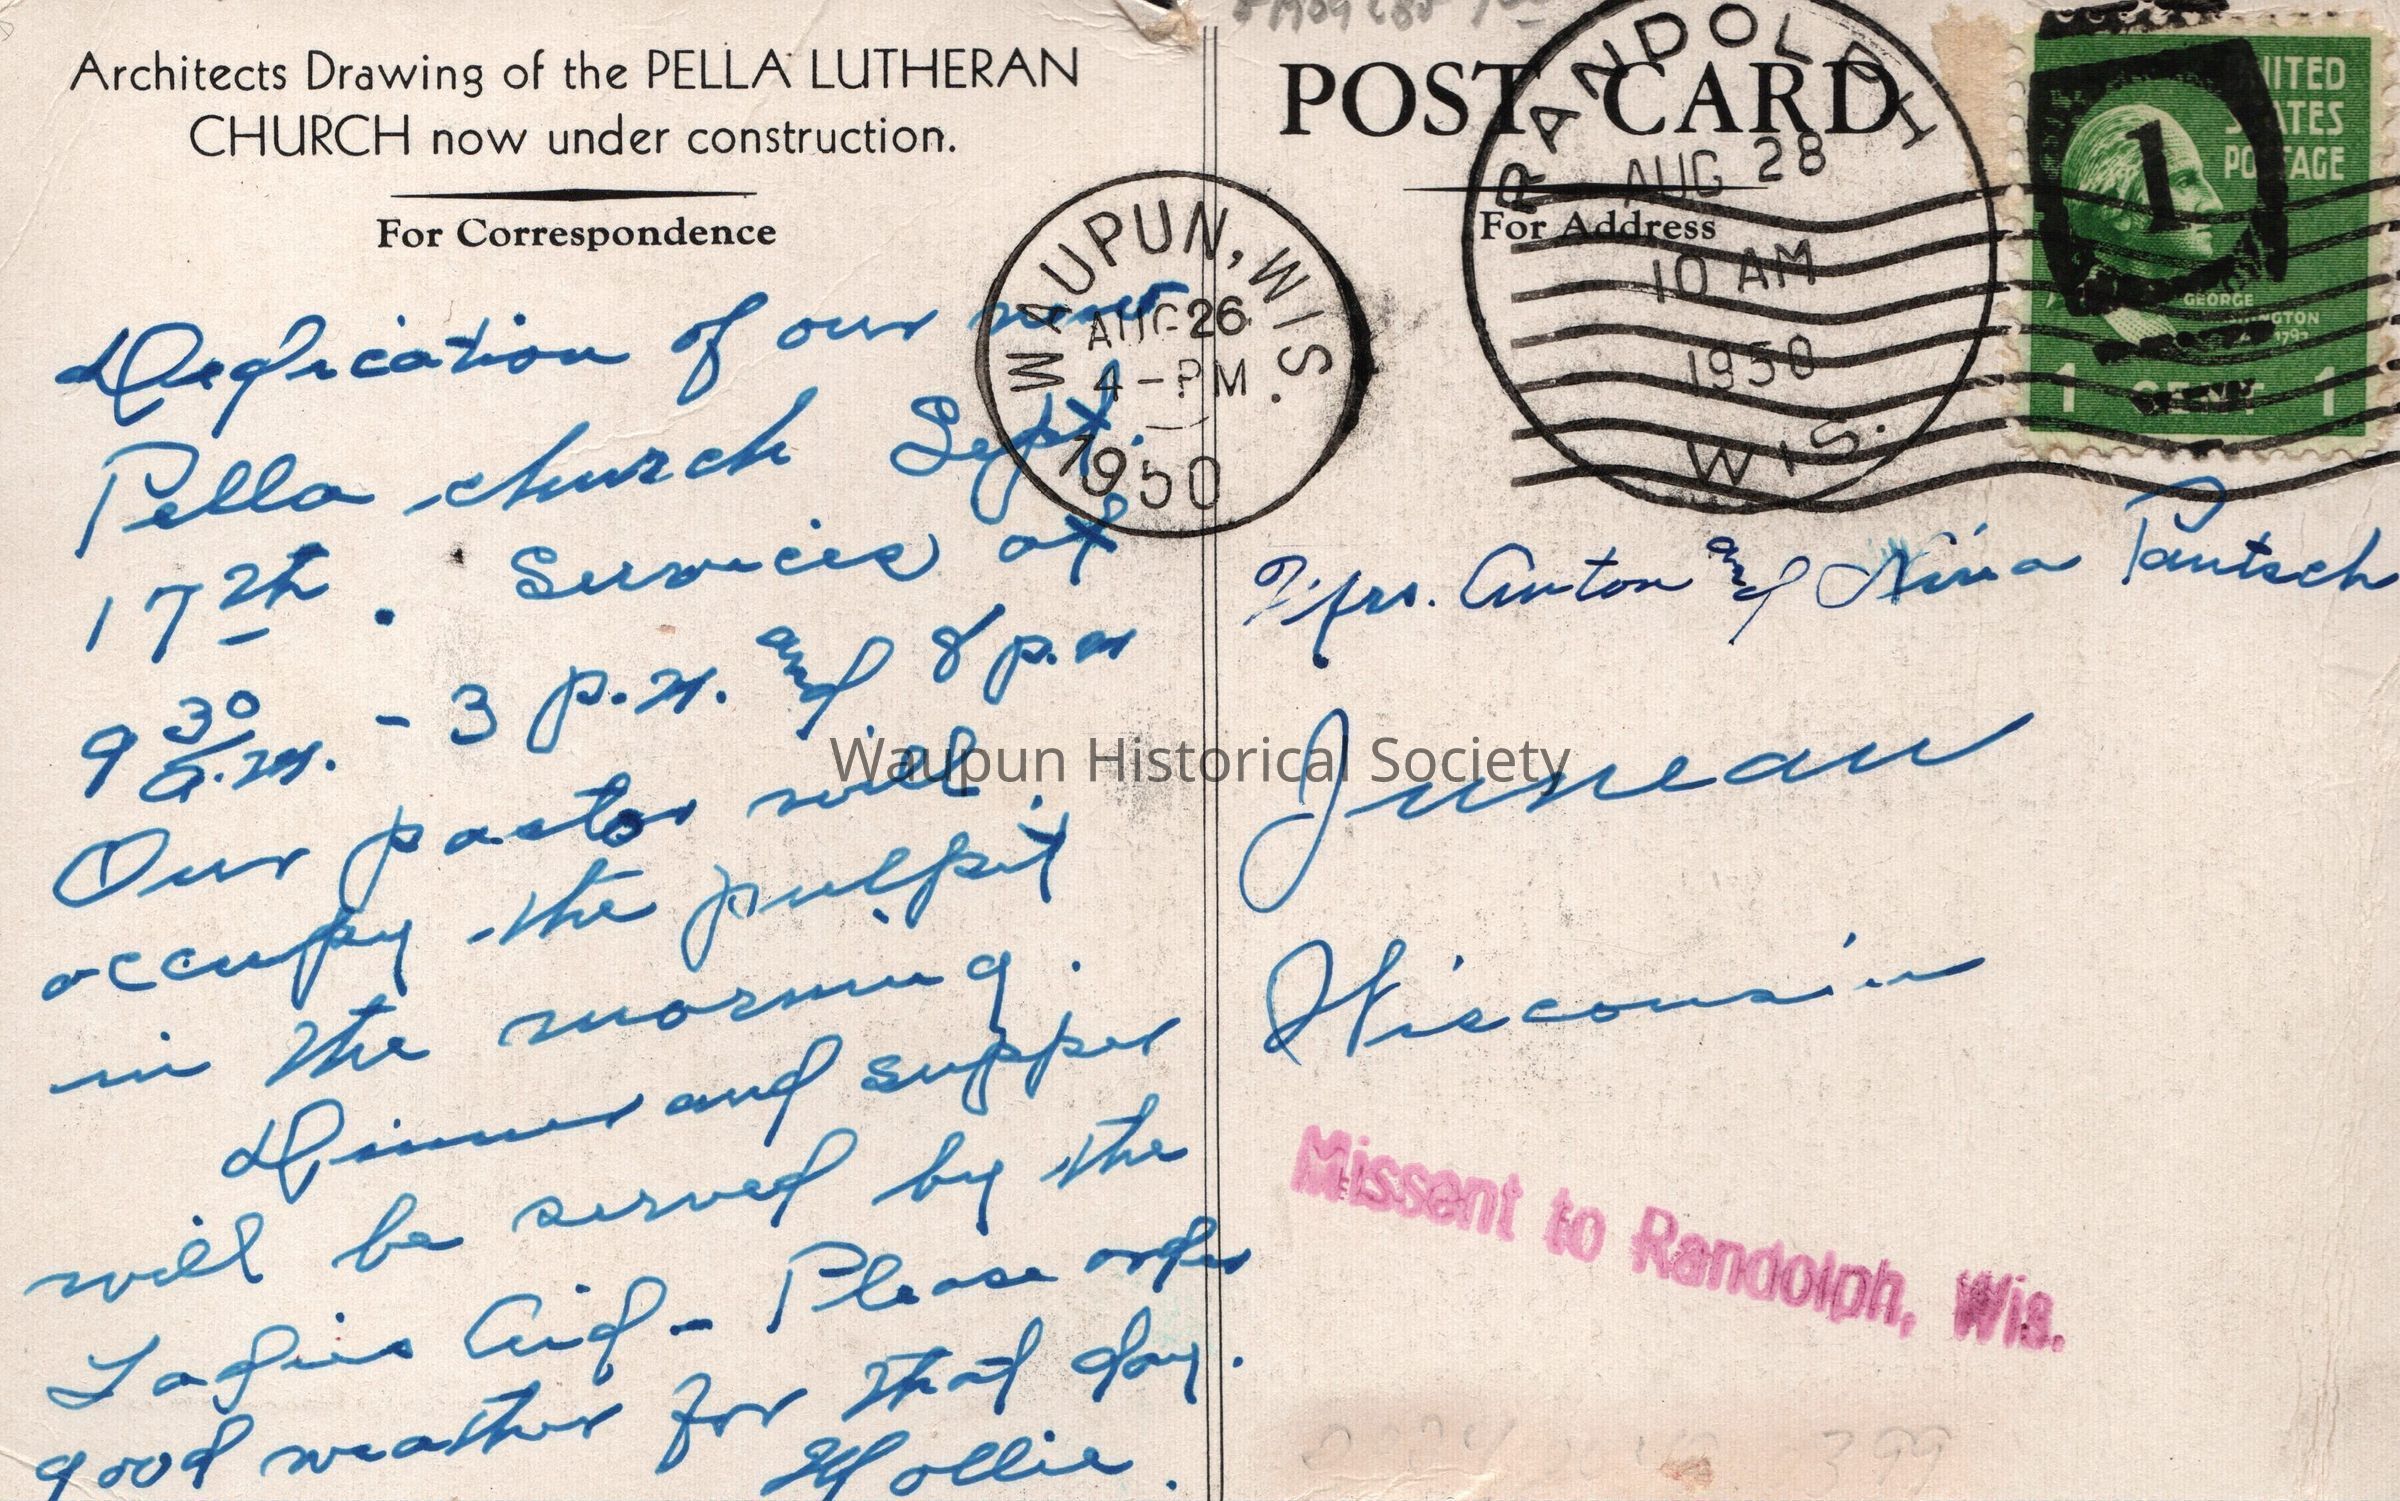 Architects Drawing of the PELLA LUTHERAN
CHURCH now under construction.
For Correspondence
Dedication of our new
Pella church Sept.
17th. Services at
9 30 a.m. - 3 p.m. and 8 p.m
Our pastor will
occupy the pulpit
in the morning.
Dinner and supper
will be served by the
Ladies Aid - Please order
good weather for that day.
Mollie.
POST CARD
For Address
WAUPUN, WIS.
AUG 26
4-PM
1950
RANDOLPH
AUG 28
10 AM
1950
WIS.
UNITED
STATES
POSTAGE
1
GEORGE
WASHINGTON
1 CENT 1
Mrs. Anton and Nina Pautsch
Juneau
Wisconsin
Missent to Randolph, Wis.
Waupun Historical Society